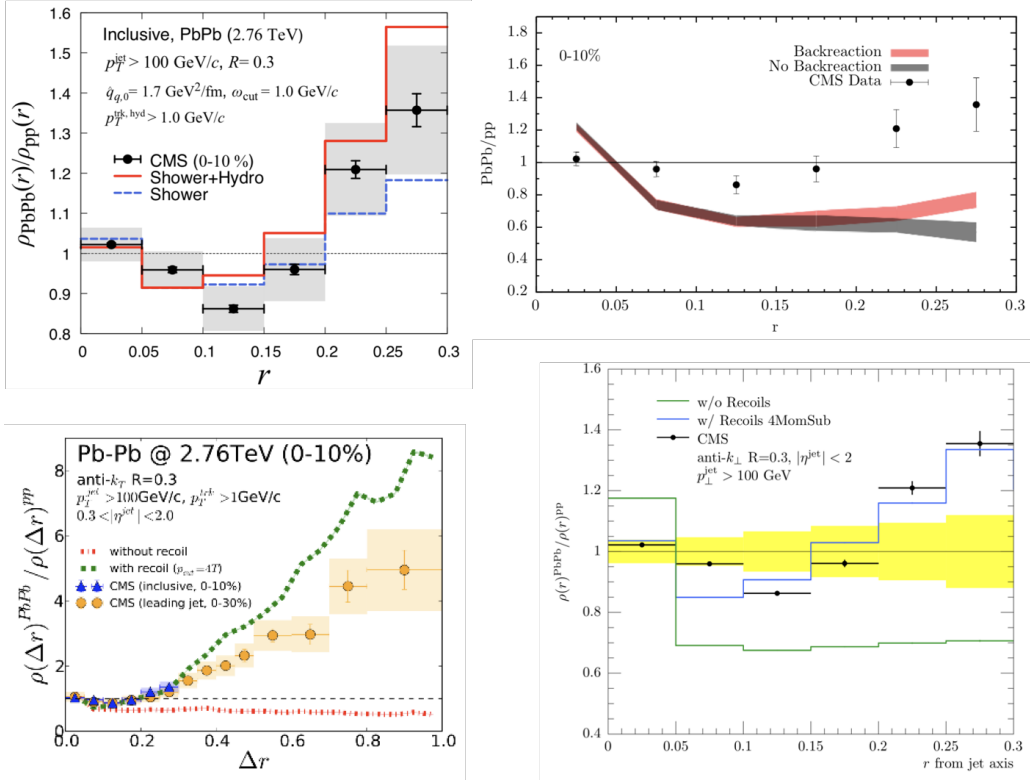 Inclusive, PbPb (2.76 TeV)
p_T^jet > 100 GeV/c, R = 0.3
q̂_q,0 = 1.7 GeV²/fm, ω_cut = 1.0 GeV/c
p_T^trk,hyd > 1.0 GeV/c
CMS (0-10 %)
Shower+Hydro
Shower
ρ_PbPb(r)/ρ_pp(r)
1.6
1.5
1.4
1.3
1.2
1.1
1
0.9
0.8
0 0.05 0.1 0.15 0.2 0.25 0.3
r
0-10%
Backreaction
No Backreaction
CMS Data
PbPb/pp
1.8
1.6
1.4
1.2
1
0.8
0.6
0.4
0.2
0 0.05 0.1 0.15 0.2 0.25 0.3
r
Pb-Pb @ 2.76TeV (0-10%)
anti-k_T R=0.3
p_T^jet >100GeV/c, p_T^trk >1GeV/c
0.3<|η^jet|<2.0
without recoil
with recoil (p_cut=4T)
CMS (inclusive, 0-10%)
CMS (leading jet, 0-30%)
ρ(Δr)^PbPb / ρ(Δr)^pp
8
6
4
2
1
0
0.0 0.2 0.4 0.6 0.8 1.0
Δr
w/o Recoils
w/ Recoils 4MomSub
CMS
anti-k_⊥ R=0.3, |η^jet| < 2
p_⊥^jet > 100 GeV
ρ(r)^PbPb/ρ(r)^pp
1.6
1.4
1.2
1
0.8
0.6
0.4
0 0.05 0.10 0.15 0.20 0.25 0.30
r from jet axis